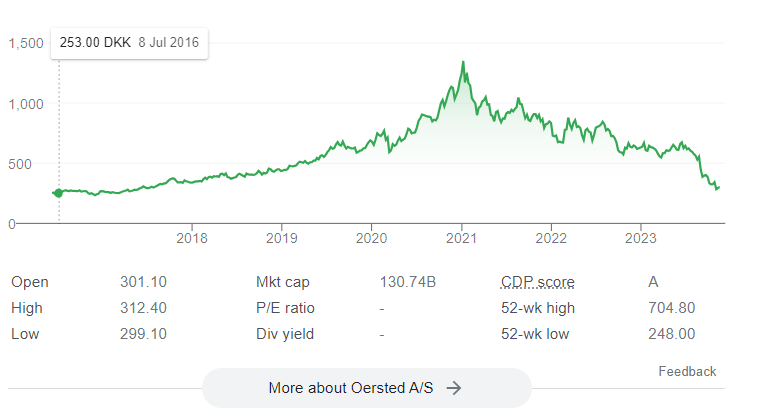 1,500
253.00 DKK 8 Jul 2016
1,000
500
0
2018 2019 2020 2021 2022 2023
Open 301.10 Mkt cap 130.74B CDP score A
High 312.40 P/E ratio - 52-wk high 704.80
Low 299.10 Div yield - 52-wk low 248.00
Feedback
More about Oersted A/S →